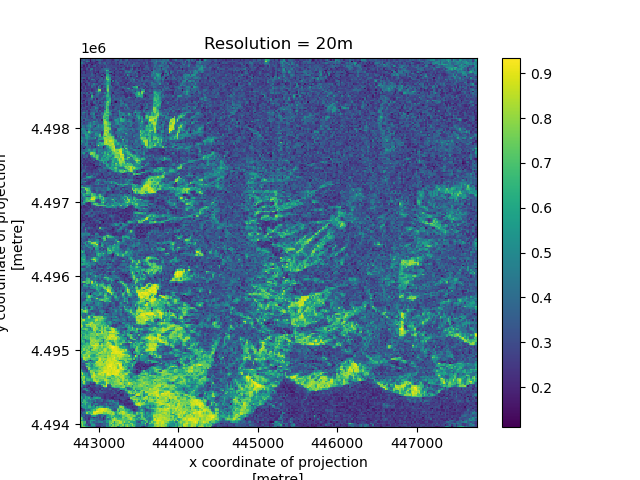 Resolution = 20m
1e6
4.498
4.497
4.496
4.495
4.494
y coordinate of projection
[metre]
443000 444000 445000 446000 447000
x coordinate of projection
[metre]
0.9
0.8
0.7
0.6
0.5
0.4
0.3
0.2